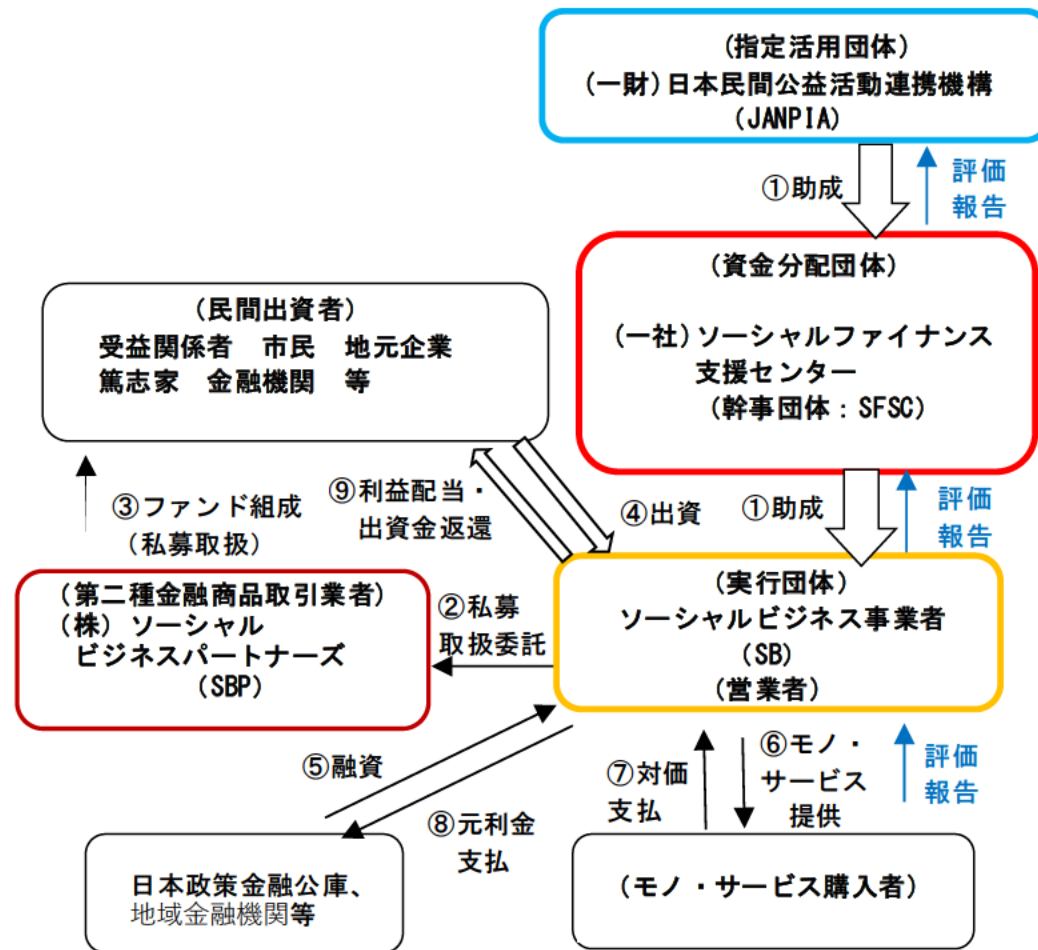 (指定活用団体)
(一財)日本民間公益活動連携機構
(JANPIA)
①助成
評価
報告
(資金分配団体)
(一社)ソーシャルファイナンス
支援センター
(幹事団体:SFSC)
(民間出資者)
受益関係者 市民 地元企業
篤志家 金融機関 等
③ファンド組成
(私募取扱)
⑨利益配当・
出資金返還
④出資
①助成
評価
報告
(第二種金融商品取引業者)
(株)ソーシャル
ビジネスパートナーズ
(SBP)
②私募
取扱委託
(実行団体)
ソーシャルビジネス事業者
(SB)
(営業者)
⑤融資
⑧元利金
支払
⑦対価
支払
⑥モノ・
サービス
提供
評価
報告
日本政策金融公庫、
地域金融機関等
(モノ・サービス購入者)